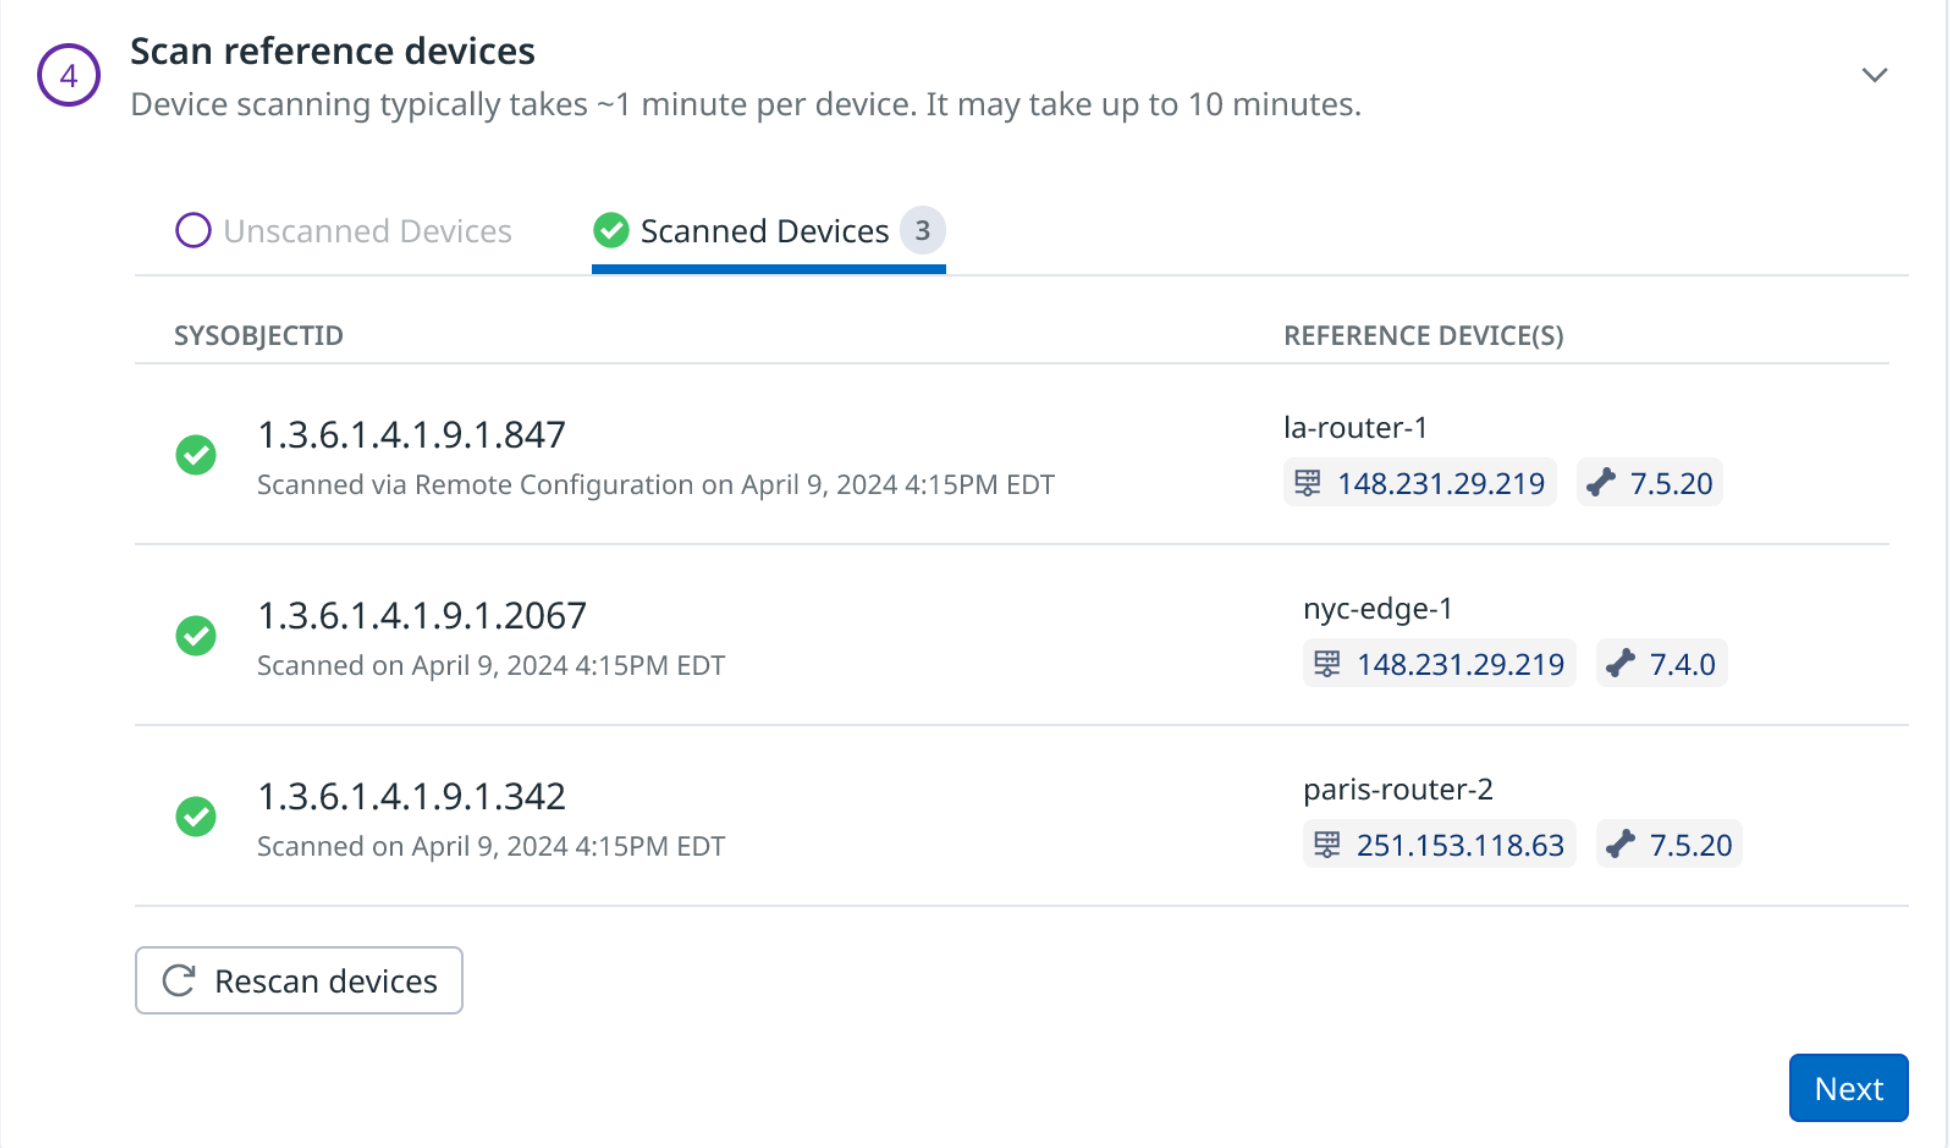 4
Scan reference devices
Device scanning typically takes ~1 minute per device. It may take up to 10 minutes.
Unscanned Devices
Scanned Devices 3
SYSOBJECTID
REFERENCE DEVICE(S)
1.3.6.1.4.1.9.1.847
Scanned via Remote Configuration on April 9, 2024 4:15PM EDT
la-router-1
148.231.29.219
7.5.20
1.3.6.1.4.1.9.1.2067
Scanned on April 9, 2024 4:15PM EDT
nyc-edge-1
148.231.29.219
7.4.0
1.3.6.1.4.1.9.1.342
Scanned on April 9, 2024 4:15PM EDT
paris-router-2
251.153.118.63
7.5.20
Rescan devices
Next